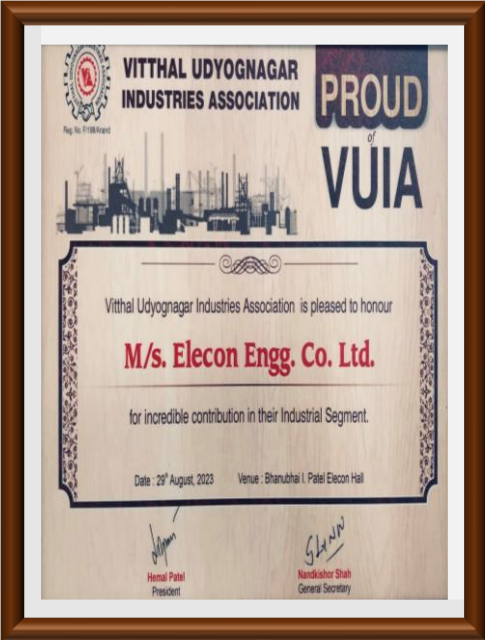 VITTHAL UDYOGNAGAR
INDUSTRIES ASSOCIATION
PROUD
of
VUIA
Vitthal Udyognagar Industries Association is pleased to honour
M/s. Elecon Engg. Co. Ltd.
for incredible contribution in their Industrial Segment.
Date : 29th August, 2023 Venue : Bhanubhai I. Patel Elecon Hall
Hemal Patel
President
Nandkishor Shah
General Secretary